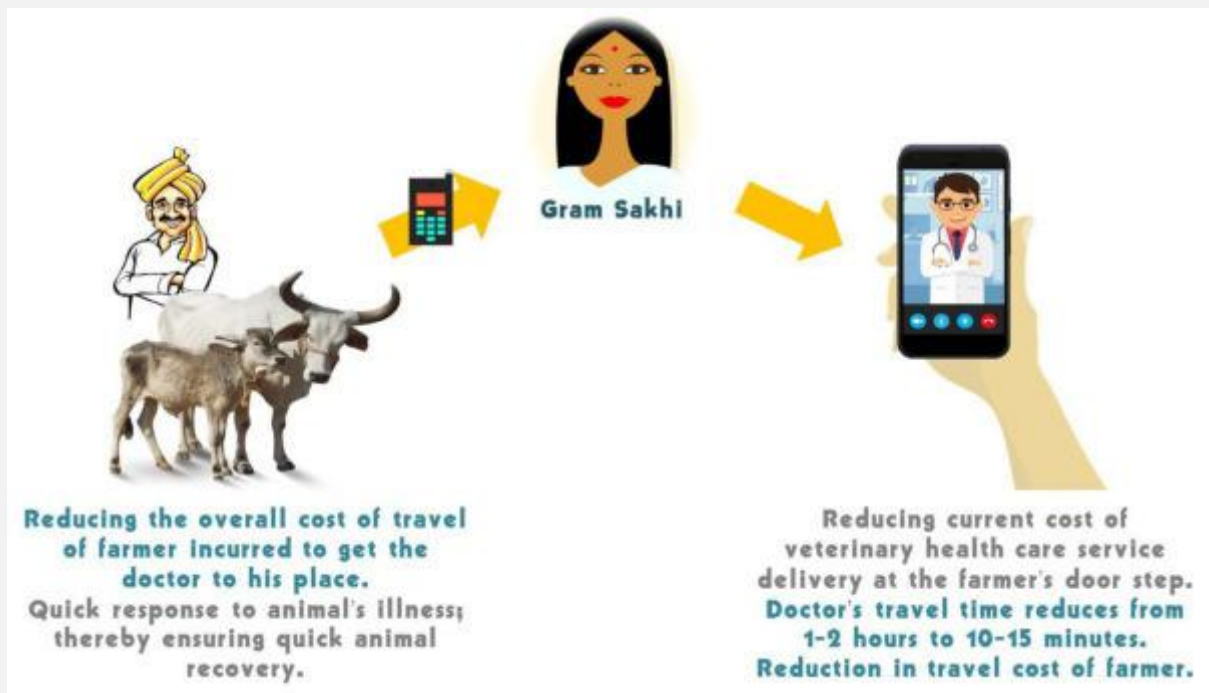 Gram Sakhi
Reducing the overall cost of travel
of farmer incurred to get the
doctor to his place.
Quick response to animal's illness;
thereby ensuring quick animal
recovery.
Reducing current cost of
veterinary health care service
delivery at the farmer's door step.
Doctor's travel time reduces from
1-2 hours to 10-15 minutes.
Reduction in travel cost of farmer.